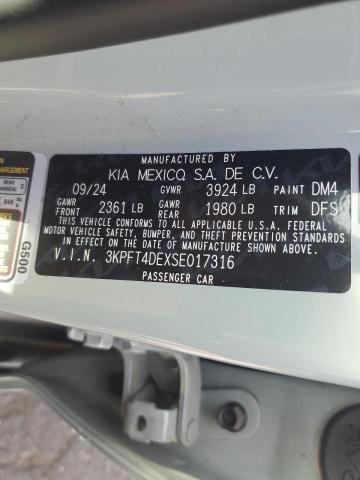 MANUFACTURED BY
KIA MEXICO, S.A. DE C.V.
09/24 GVWR 3924 LB PAINT DM4
GAWR FRONT 2361 LB GAWR REAR 1980 LB TRIM DFS
THIS VEHICLE CONFORMS TO ALL APPLICABLE U.S.A. FEDERAL
MOTOR VEHICLE SAFETY, BUMPER, AND THEFT PREVENTION STANDARDS
IN EFFECT ON THE DATE OF MANUFACTURE SHOWN ABOVE.
V.I.N. 3KPFT4DEXSE017316
PASSENGER CAR
G500
REAR